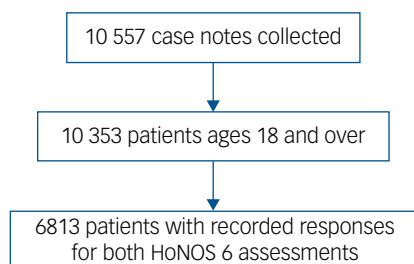 10 557 case notes collected
10 353 patients ages 18 and over
6813 patients with recorded responses
for both HoNOS 6 assessments